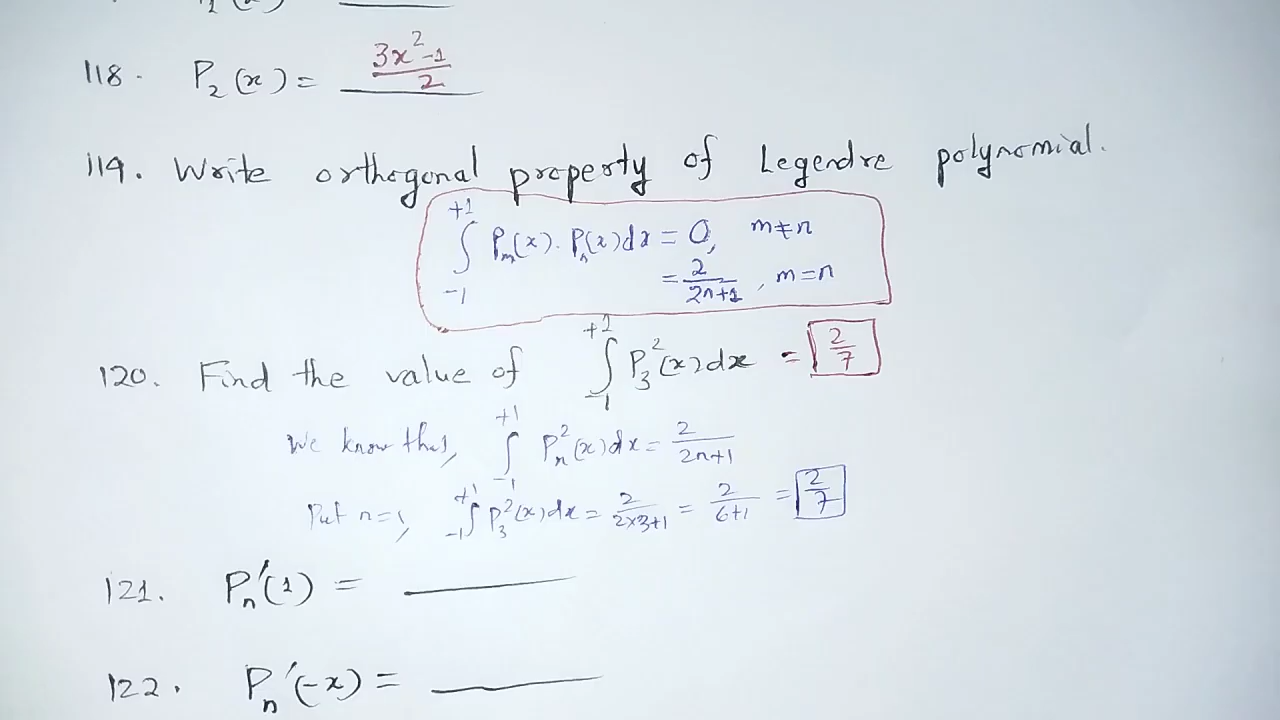 118. P₂(x) = (3x²-1)/2
119. Write orthogonal property of Legendre polynomial.
∫₋₁⁺¹ Pₘ(x). Pₙ(x)dx = 0, m≠n
= 2/(2n+1), m=n
120. Find the value of ∫₋₁⁺¹ P₃²(x)dx = 2/7
We know that, ∫₋₁⁺¹ Pₙ²(x)dx = 2/(2n+1)
Put ∫₋₁⁺¹ P₃²(x)dx = 2/(2×3+1) = 2/(6+1) = 2/7
121. Pₙ′(1) = ______
122. Pₙ′(-x) = ______